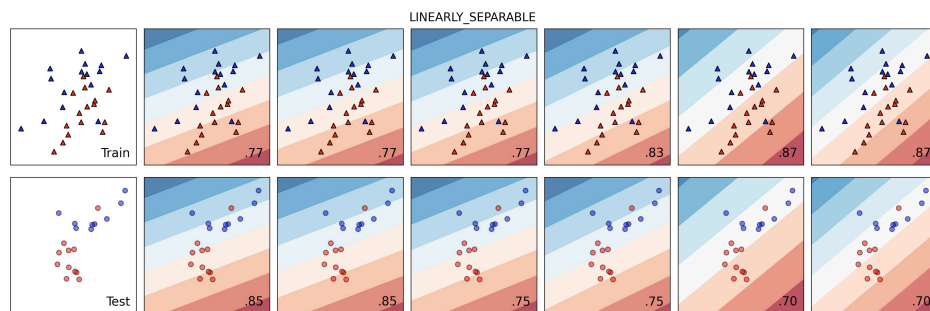 LINEARLY_SEPARABLE
Train .77 .77 .77 .83 .87 .87
Test .85 .85 .75 .75 .70 .70